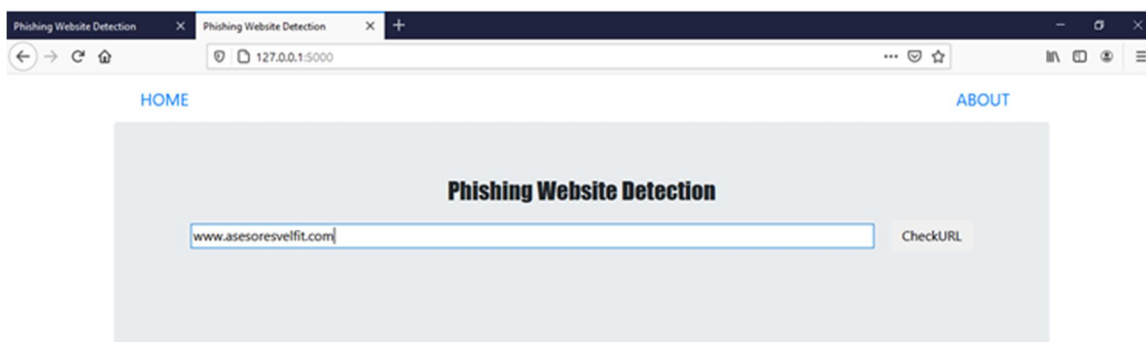 Phishing Website Detection
Phishing Website Detection
127.0.0.1:5000
HOME
ABOUT
Phishing Website Detection
www.asesoresvelfit.com
CheckURL